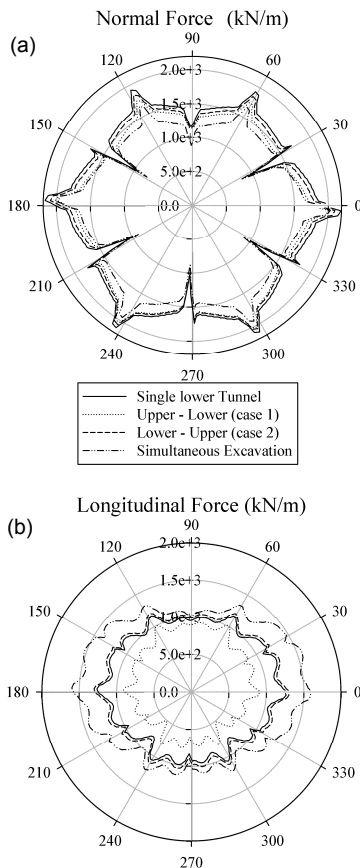 Normal Force (kN/m)
(a)
90
120
60
2.0e+3
1.5e+3
150
30
1.0e+3
5.0e+2
180
0.0
0
210
330
240
300
270
Single lower Tunnel
Upper - Lower (case 1)
Lower - Upper (case 2)
Simultaneous Excavation
Longitudinal Force (kN/m)
(b)
90
2.0e+3
120
60
1.5e+3
150
1.0e+3
30
5.0e+2
180
0.0
0
210
330
240
300
270